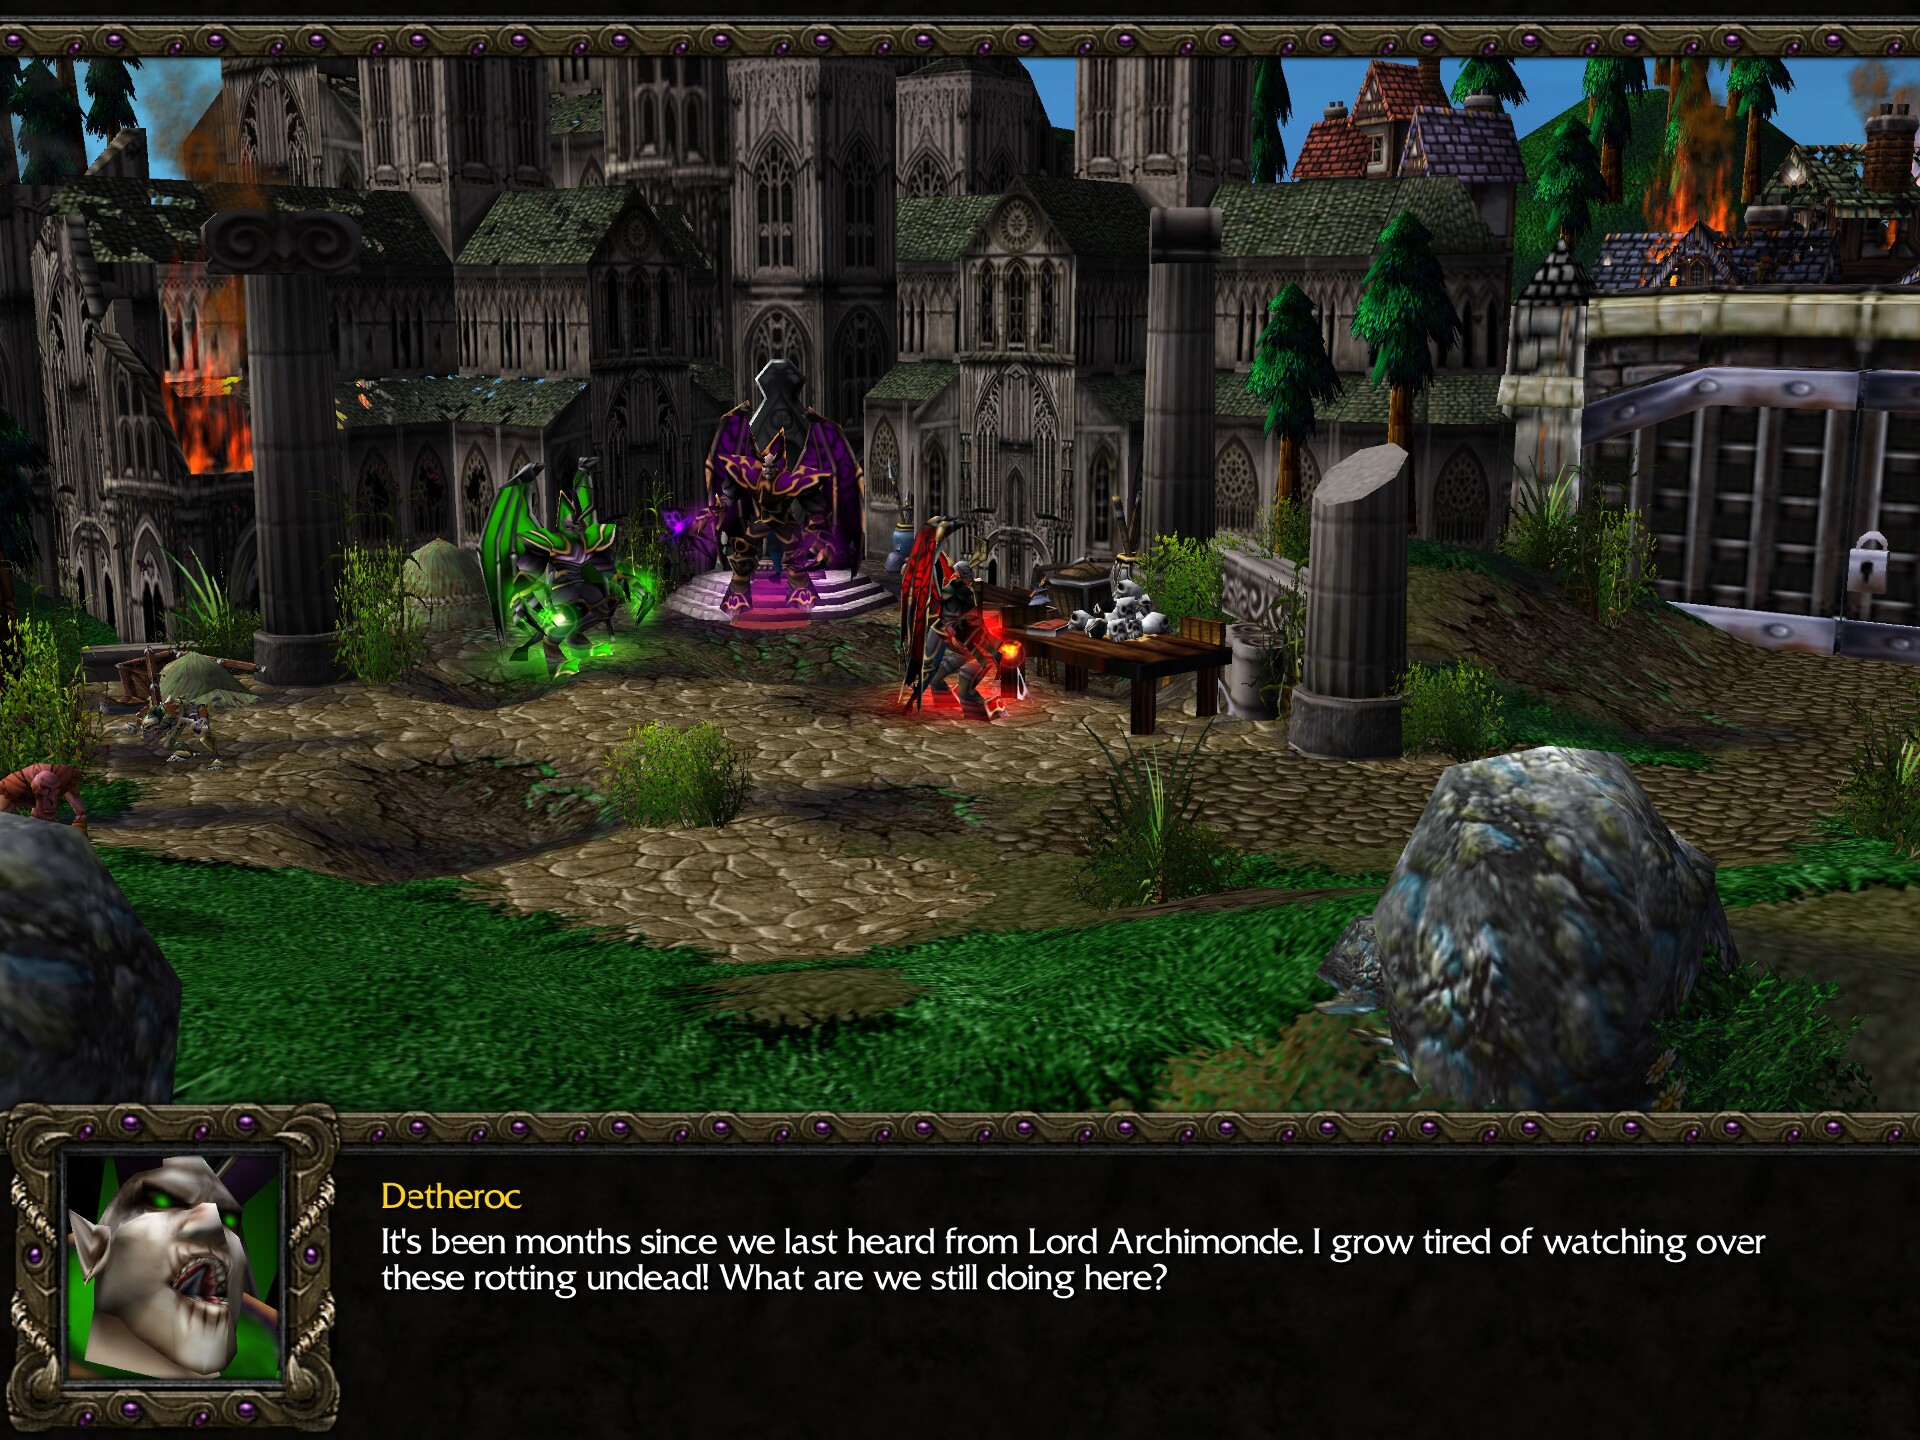 Detheroc
It's been months since we last heard from Lord Archimonde. I grow tired of watching over
these rotting undead! What are we still doing here?